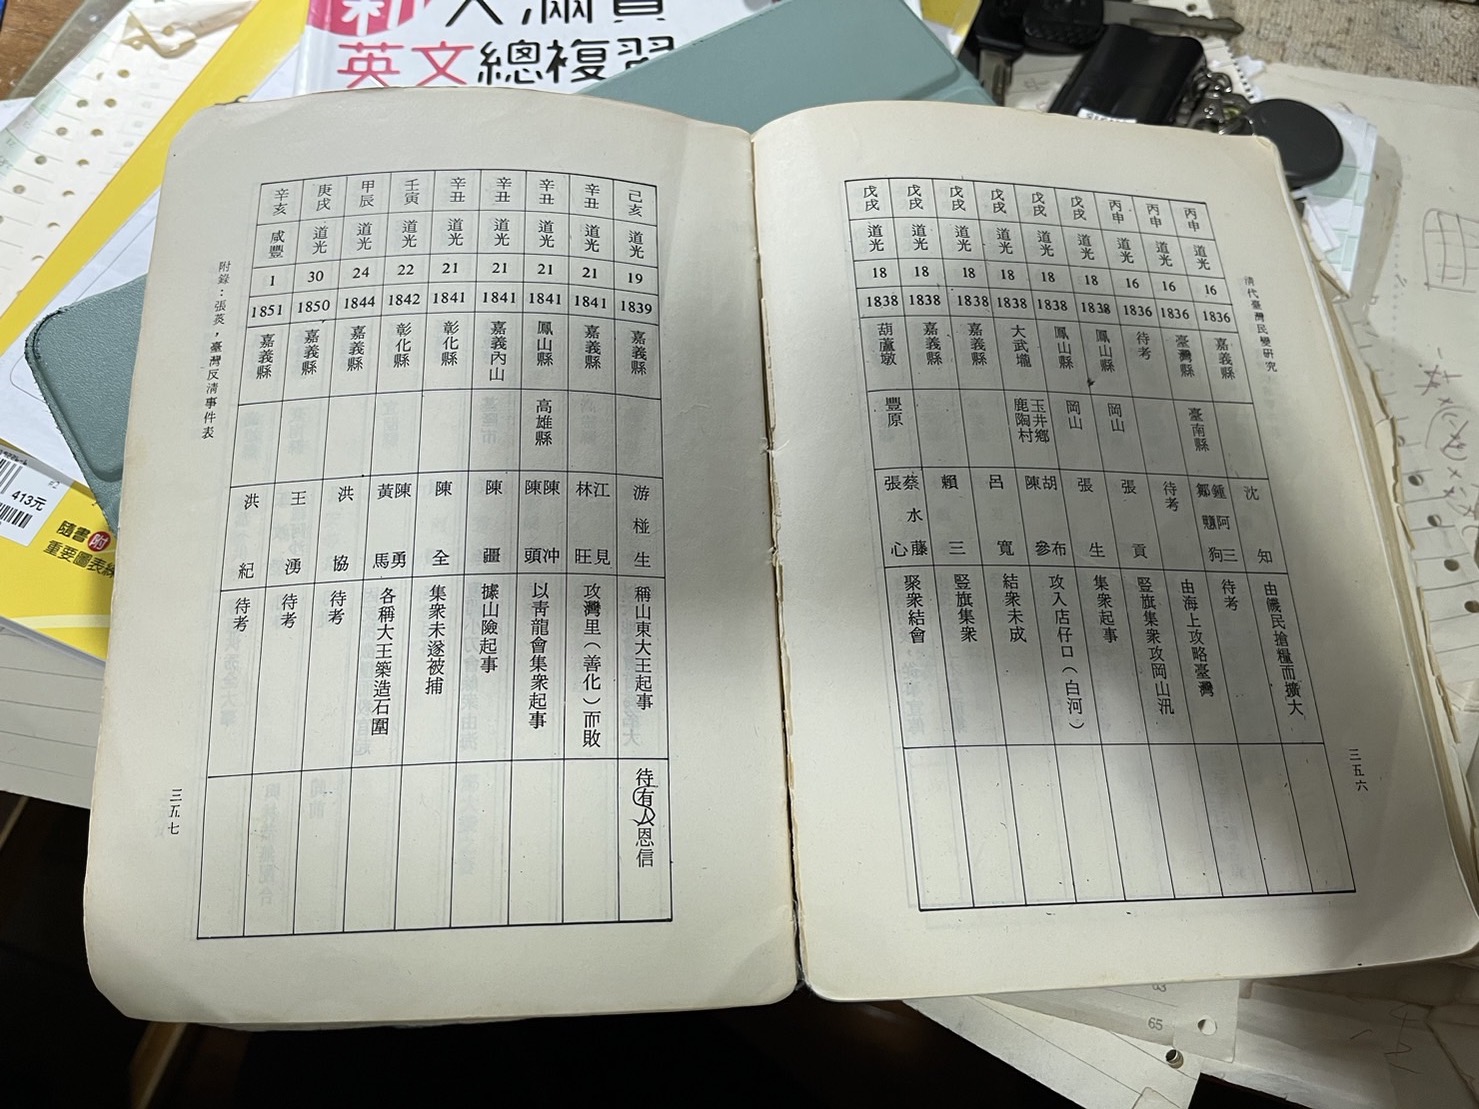 英文總複習
413元
隨書附
65
清代臺灣民變研究
三五六
丙申 道光 16 1836 嘉義縣 沈知 由饑民搶糧而擴大
丙申 道光 16 1836 臺灣縣 臺南縣 鍾阿三 鄭狗 待考
丙申 道光 16 1836 待考 待考 由海上攻略臺灣
戊戌 道光 18 1838 鳳山縣 岡山 張貢 豎旗集衆攻岡山汛
戊戌 道光 18 1838 鳳山縣 岡山 張生 集衆起事
戊戌 道光 18 1838 大武壠 玉井鄉鹿陶村 胡布 陳參 攻入店仔口(白河)
戊戌 道光 18 1838 嘉義縣 呂寬 結衆未成
戊戌 道光 18 1838 嘉義縣 賴三 豎旗集衆
戊戌 道光 18 1838 葫蘆墩 豐原 蔡水藤 張心 聚衆結會
己亥 道光 19 1839 嘉義縣 游椪生 稱山東大王起事 待有人恩信
辛丑 道光 21 1841 嘉義縣 江見 林旺 攻灣里(善化)而敗
辛丑 道光 21 1841 鳳山縣 高雄縣 陳冲 陳頭 以靑龍會集衆起事
辛丑 道光 21 1841 嘉義內山 陳疆 據山險起事
辛丑 道光 21 1841 彰化縣 陳全 集衆未遂被捕
壬寅 道光 22 1842 彰化縣 陳勇 黃馬 各稱大王築造石圍
甲辰 道光 24 1844 嘉義縣 洪協 待考
庚戌 道光 30 1850 嘉義縣 王湧 待考
辛亥 咸豐 1 1851 嘉義縣 洪紀 待考
附錄:張菼,臺灣反清事件表
三五七